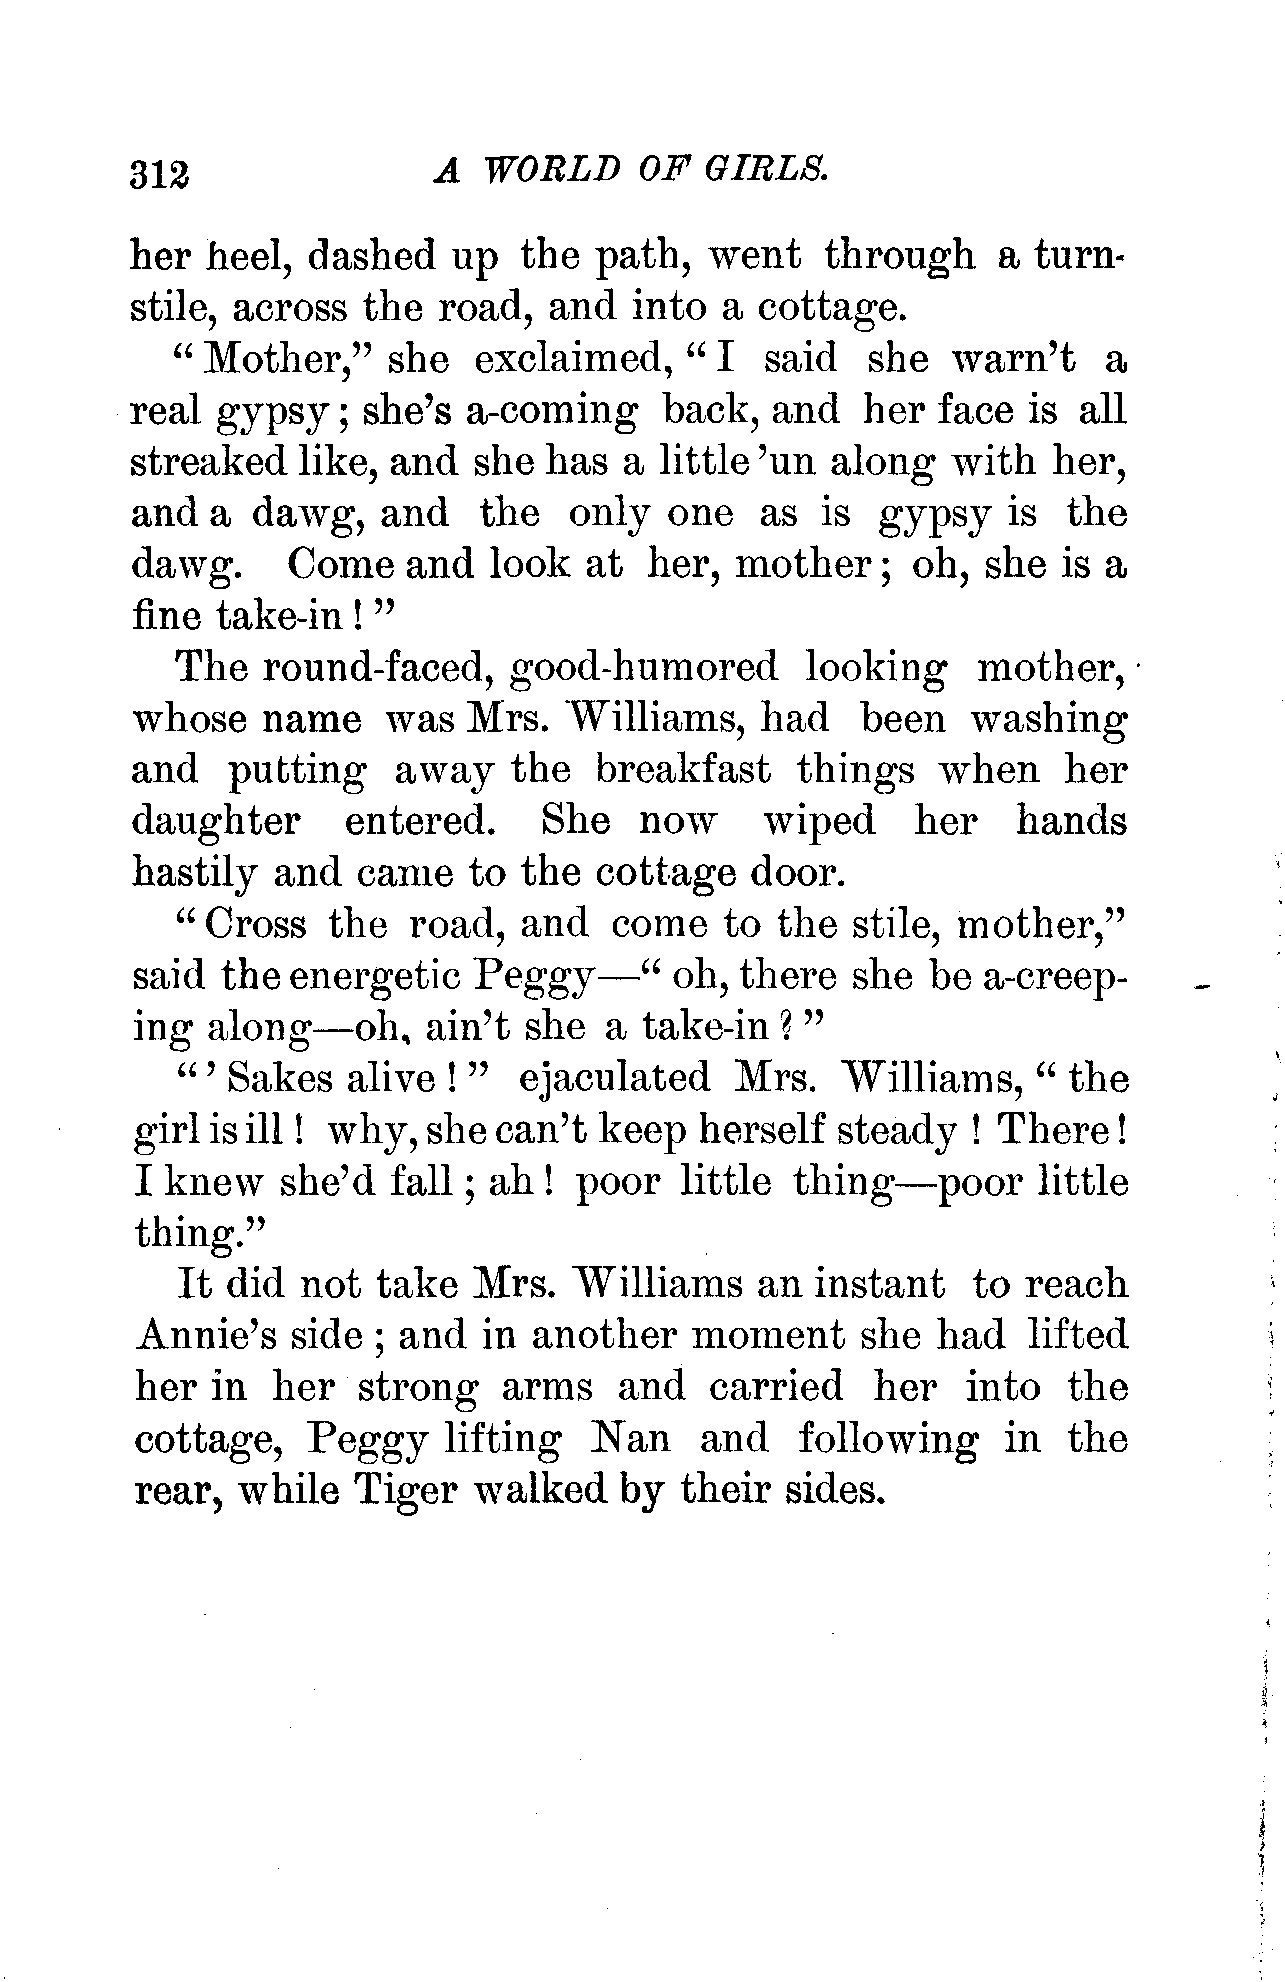 312 A WORLD OF GIRLS.
her heel, dashed up the path, went through a turn-
stile, across the road, and into a cottage.
“Mother,” she exclaimed, “I said she warn’t a
real gypsy; she’s a-coming back, and her face is all
streaked like, and she has a little ’un along with her,
and a dawg, and the only one as is gypsy is the
dawg. Come and look at her, mother; oh, she is a
fine take-in!”
The round-faced, good-humored looking mother,
whose name was Mrs. Williams, had been washing
and putting away the breakfast things when her
daughter entered. She now wiped her hands
hastily and came to the cottage door.
“Cross the road, and come to the stile, mother,”
said the energetic Peggy—“oh, there she be a-creep-
ing along—oh, ain’t she a take-in?”
“’Sakes alive!” ejaculated Mrs. Williams, “the
girl is ill! why, she can’t keep herself steady! There!
I knew she’d fall; ah! poor little thing—poor little
thing.”
It did not take Mrs. Williams an instant to reach
Annie’s side; and in another moment she had lifted
her in her strong arms and carried her into the
cottage, Peggy lifting Nan and following in the
rear, while Tiger walked by their sides.